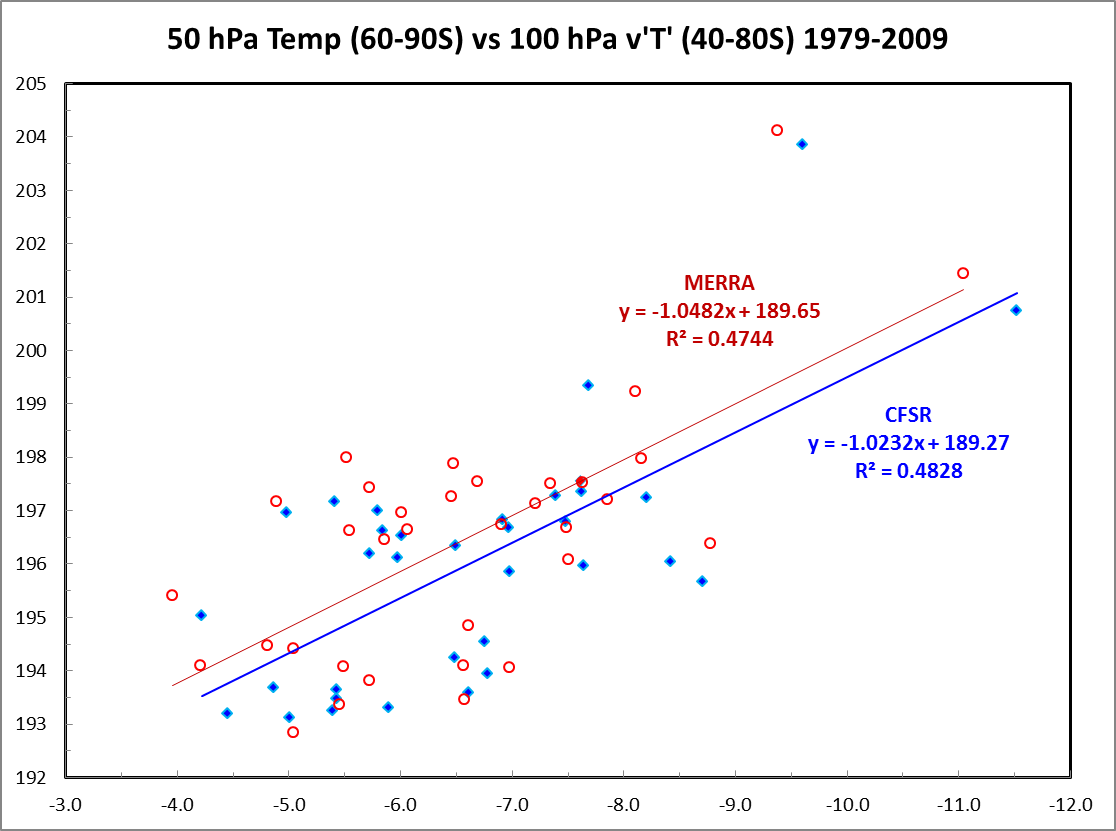 50 hPa Temp (60-90S) vs 100 hPa v'T' (40-80S) 1979-2009
205
204
203
202
201
200
199
198
197
196
195
194
193
192
MERRA
y = -1.0482x + 189.65
R² = 0.4744
CFSR
y = -1.0232x + 189.27
R² = 0.4828
-3.0 -4.0 -5.0 -6.0 -7.0 -8.0 -9.0 -10.0 -11.0 -12.0